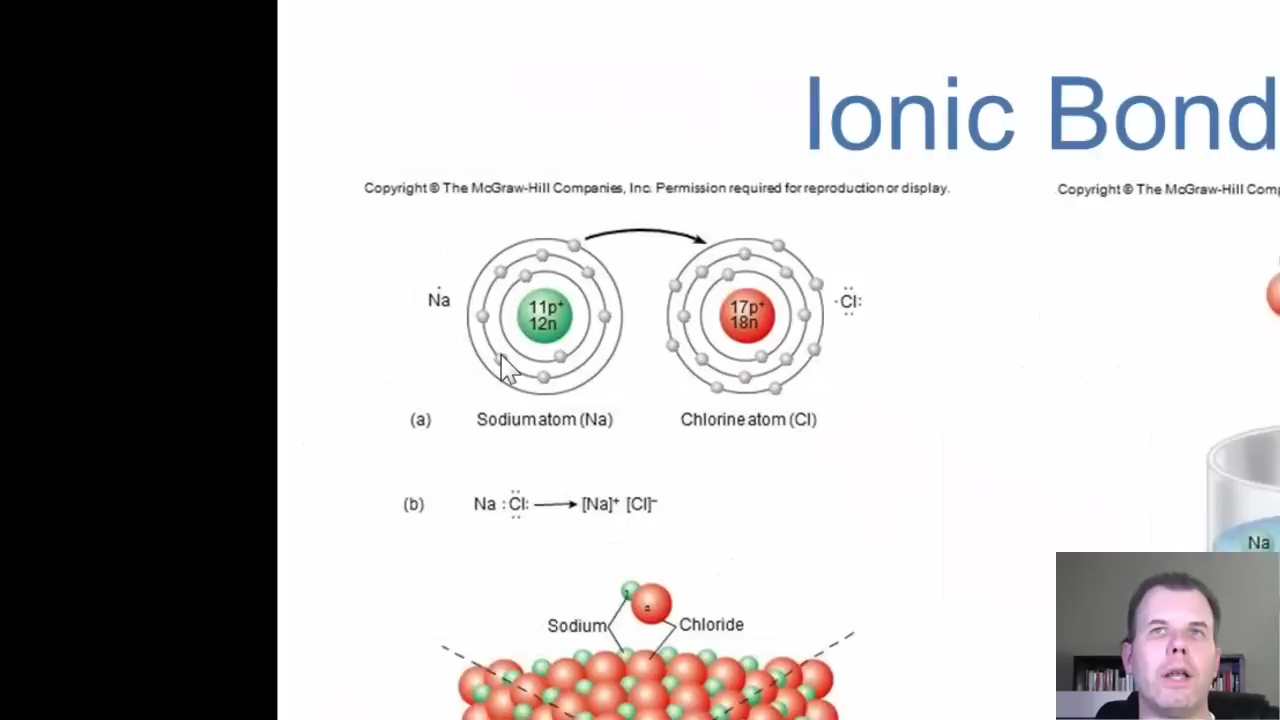 Ionic Bond
Copyright © The McGraw-Hill Companies, Inc. Permission required for reproduction or display.
Copyright © The McGraw-Hill Comp
Na
11p+
12n
17p+
18n
Cl
(a)
Sodium atom (Na)
Chlorine atom (Cl)
(b)
Na :Cl: → [Na]+ [Cl]–
Na
Sodium
Chloride